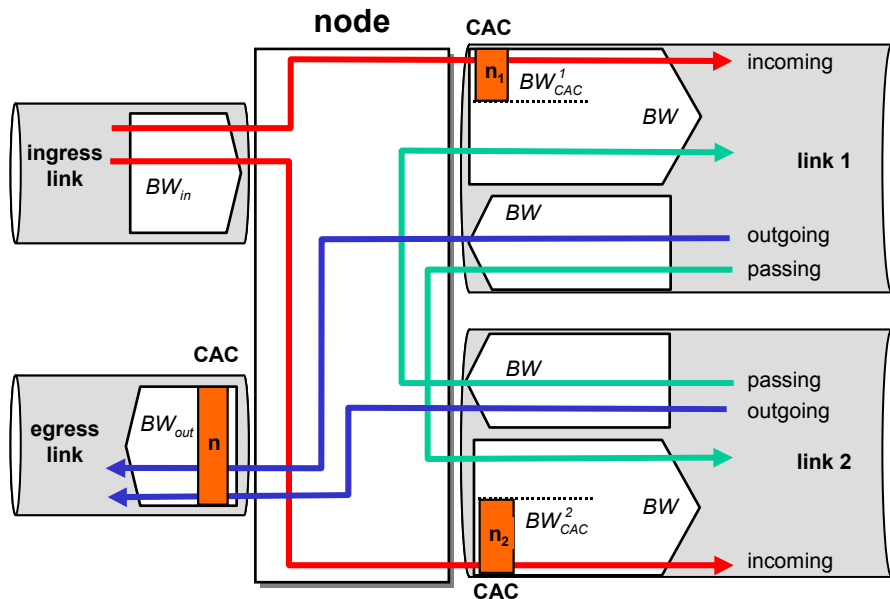 node
CAC
n₁
BW¹CAC
BW
incoming
ingress
link
BWin
link 1
BW
outgoing
passing
CAC
BW
passing
outgoing
egress
link
BWout
n
link 2
BW
n₂
BW²CAC
incoming
CAC